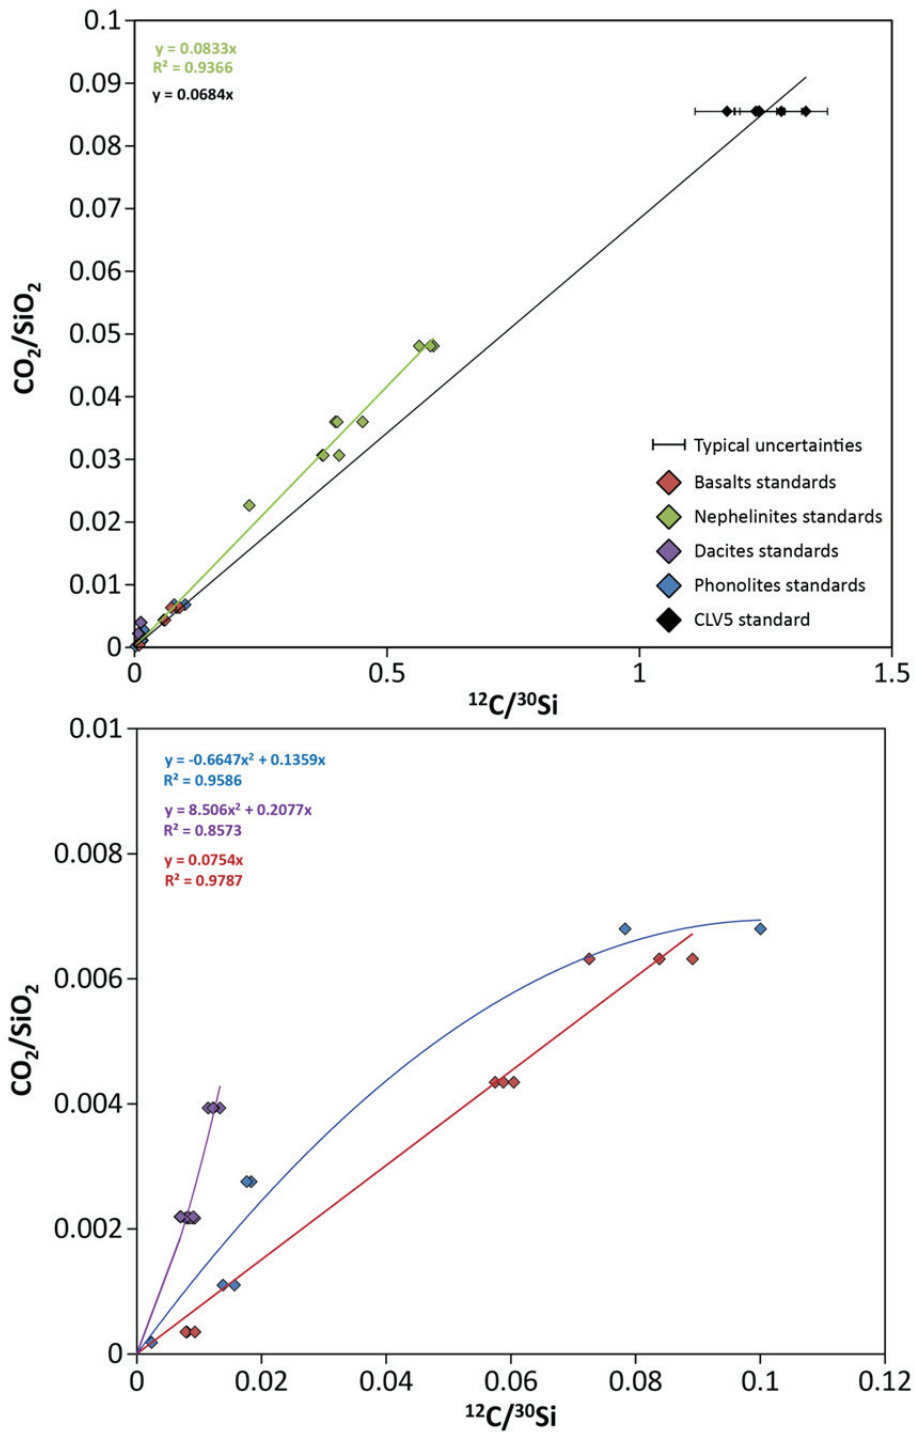 0.1
y = 0.0833x
R² = 0.9366
y = 0.0684x
0.09
0.08
0.07
0.06
CO₂/SiO₂
0.05
0.04
0.03
0.02
0.01
0
Typical uncertainties
Basalts standards
Nephelinites standards
Dacites standards
Phonolites standards
CLV5 standard
0 0.5 1 1.5
¹²C/³⁰Si
0.01
y = -0.6647x² + 0.1359x
R² = 0.9586
y = 8.506x² + 0.2077x
R² = 0.8573
y = 0.0754x
R² = 0.9787
0.008
0.006
CO₂/SiO₂
0.004
0.002
0
0 0.02 0.04 0.06 0.08 0.1 0.12
¹²C/³⁰Si